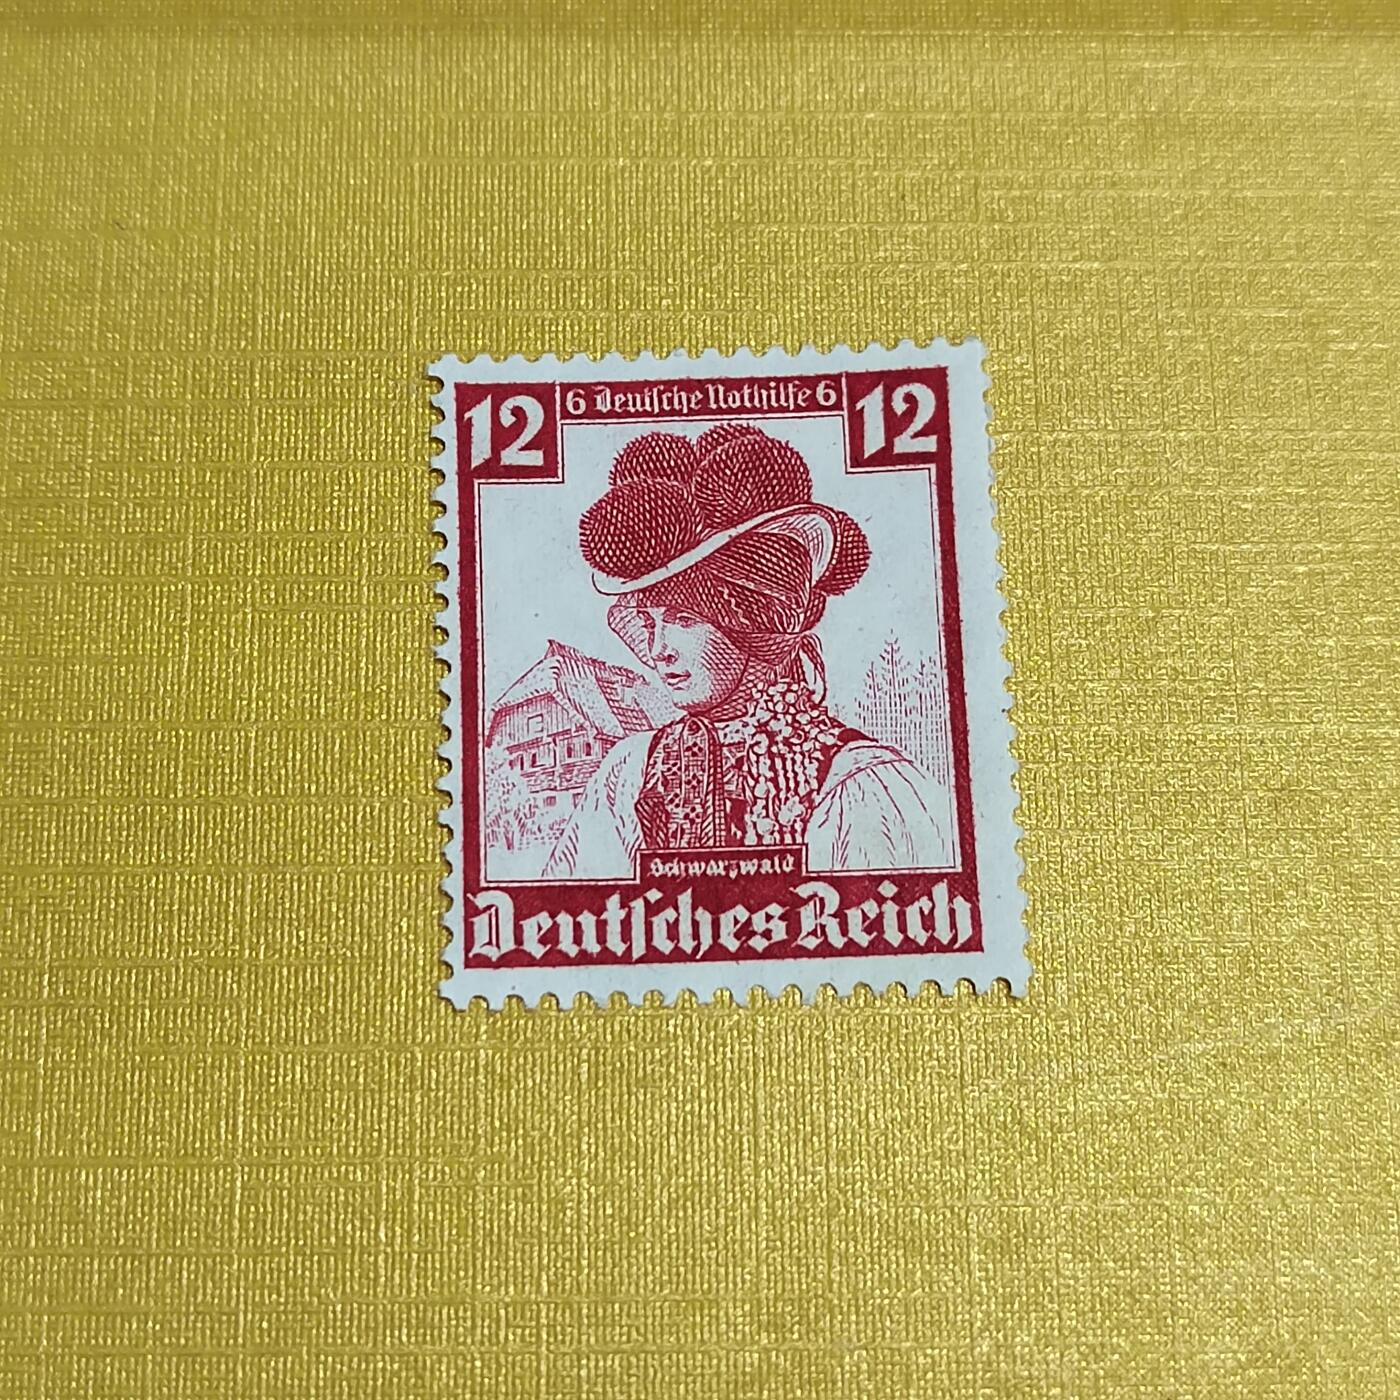 12 6 Deutſche Nothilfe 6 12
Schwarzwald
Deutſches Reich